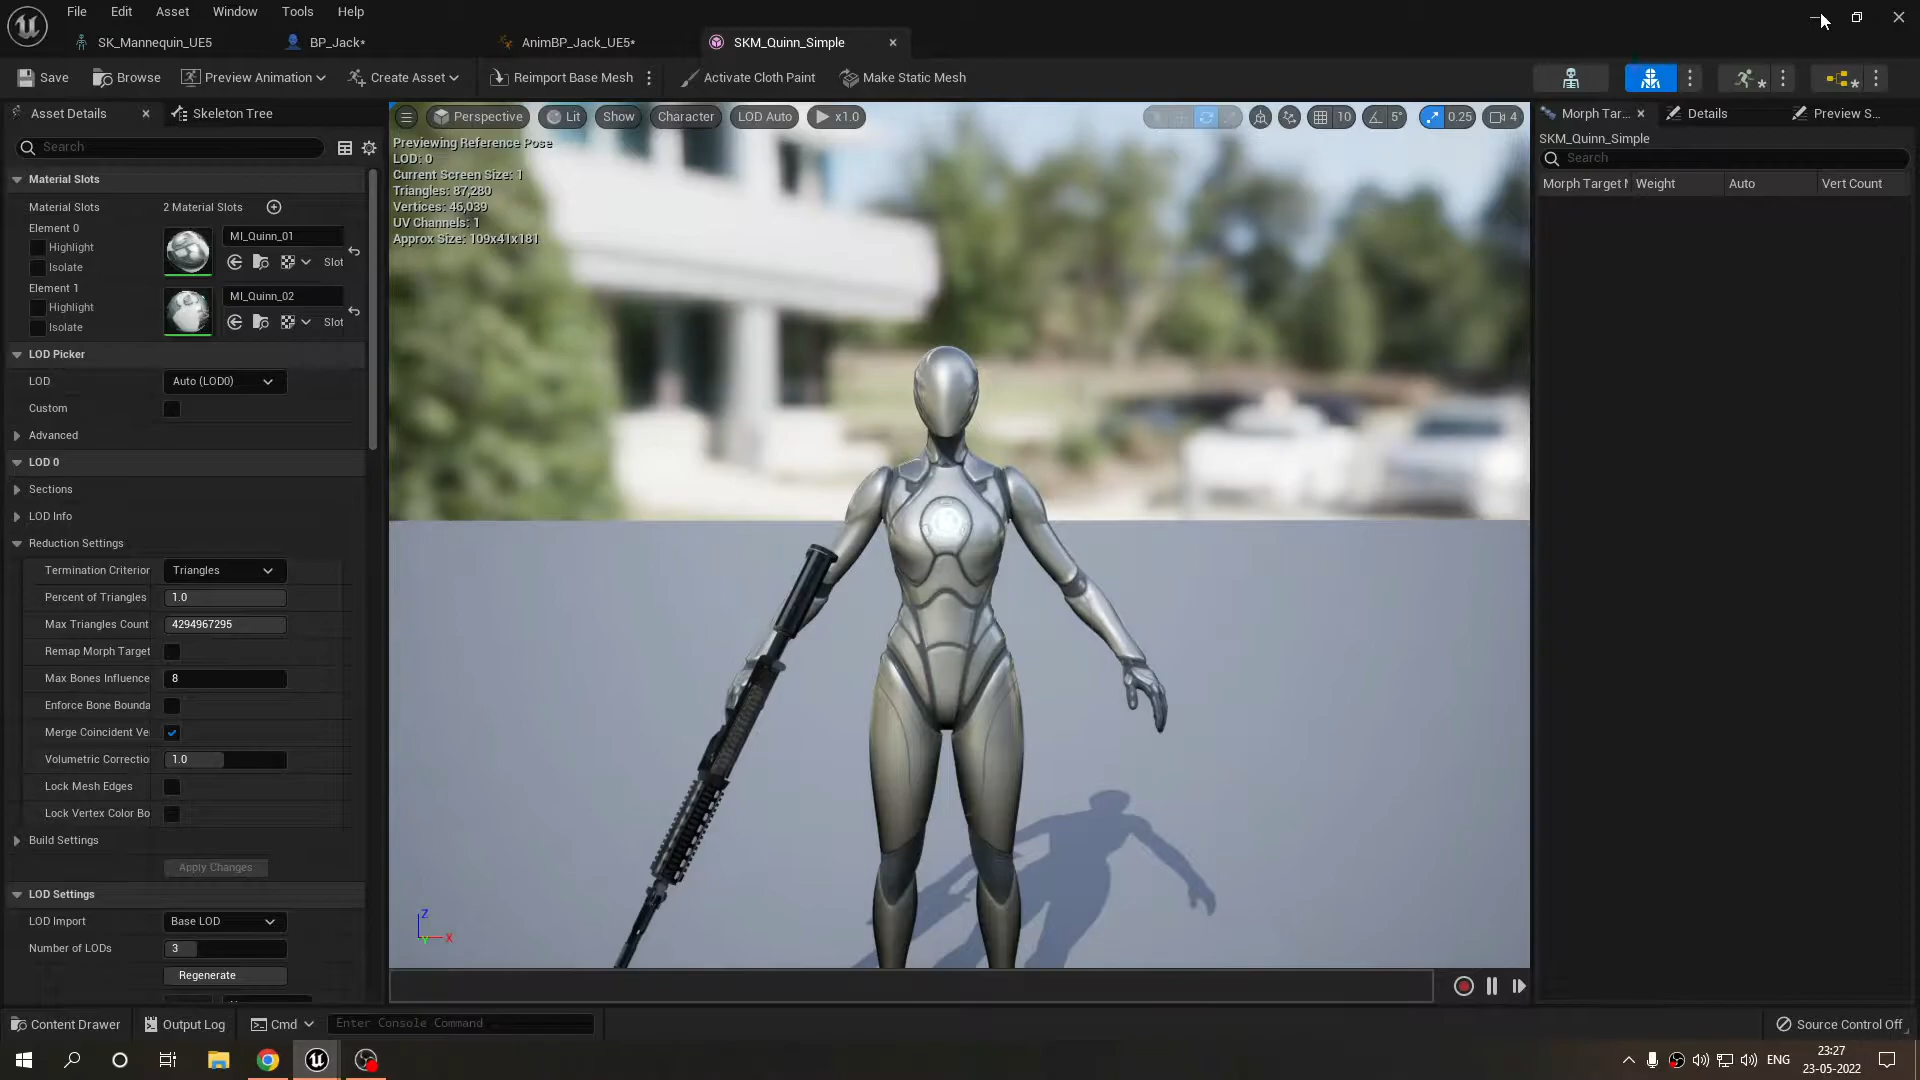 File Edit Asset Window Tools Help
SK_Mannequin_UE5 BP_Jack* AnimBP_Jack_UE5* SKM_Quinn_Simple
Save Browse Preview Animation Create Asset Reimport Base Mesh Activate Cloth Paint Make Static Mesh
Asset Details Skeleton Tree
Perspective Lit Show Character LOD Auto x1.0 10 5° 0.25 4
Morph Tar... Details Preview S...
Search
Previewing Reference Pose
LOD: 0
Current Screen Size: 1
Triangles: 87,280
Vertices: 46,039
UV Channels: 1
Approx Size: 109x41x181
SKM_Quinn_Simple
Search
Morph Target N Weight Auto Vert Count
Material Slots
Material Slots 2 Material Slots
Element 0
Highlight
Isolate
MI_Quinn_01
Slot
Element 1
Highlight
Isolate
MI_Quinn_02
Slot
LOD Picker
LOD Auto (LOD0)
Custom
Advanced
LOD 0
Sections
LOD Info
Reduction Settings
Termination Criterion Triangles
Percent of Triangles 1.0
Max Triangles Count 4294967295
Remap Morph Target
Max Bones Influence 8
Enforce Bone Bounda
Merge Coincident Ve
Volumetric Correctio 1.0
Lock Mesh Edges
Lock Vertex Color Bo
Build Settings
Apply Changes
LOD Settings
LOD Import Base LOD
Number of LODs 3
Regenerate
Z
Y X
Content Drawer Output Log Cmd Enter Console Command Source Control Off
ENG 23:27
23-05-2022